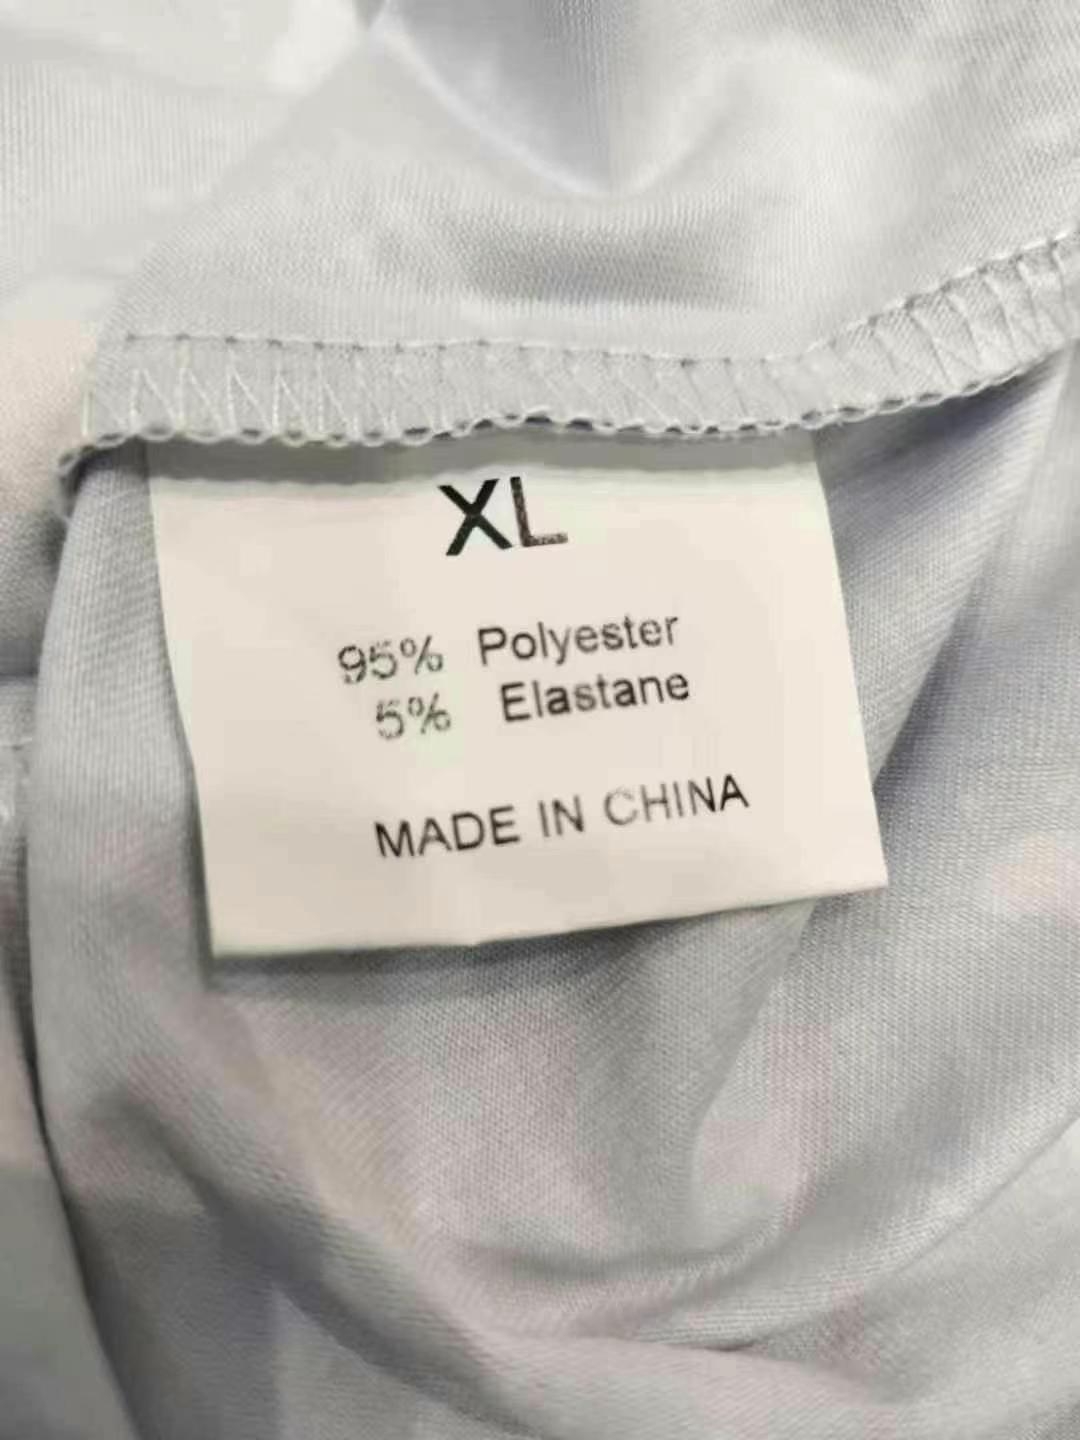 XL
95% Polyester
5% Elastane
MADE IN CHINA